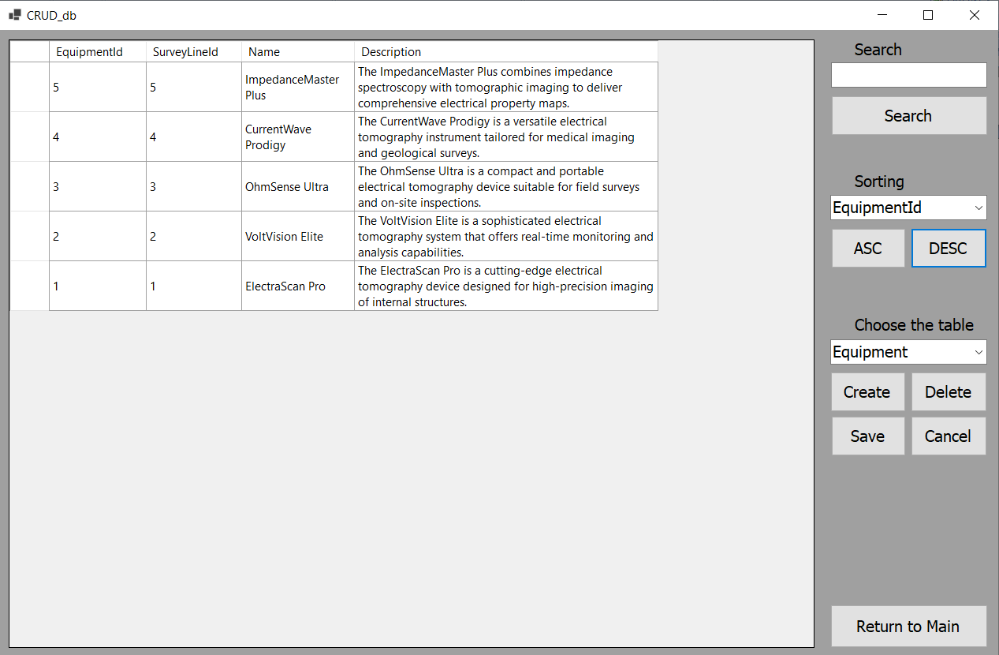 CRUD_db
EquipmentId SurveyLineId Name Description
5 5 ImpedanceMaster Plus The ImpedanceMaster Plus combines impedance
spectroscopy with tomographic imaging to deliver
comprehensive electrical property maps.
4 4 CurrentWave Prodigy The CurrentWave Prodigy is a versatile electrical
tomography instrument tailored for medical imaging
and geological surveys.
3 3 OhmSense Ultra The OhmSense Ultra is a compact and portable
electrical tomography device suitable for field surveys
and on-site inspections.
2 2 VoltVision Elite The VoltVision Elite is a sophisticated electrical
tomography system that offers real-time monitoring and
analysis capabilities.
1 1 ElectraScan Pro The ElectraScan Pro is a cutting-edge electrical
tomography device designed for high-precision imaging
of internal structures.
Search
Search
Sorting
EquipmentId
ASC DESC
Choose the table
Equipment
Create Delete
Save Cancel
Return to Main